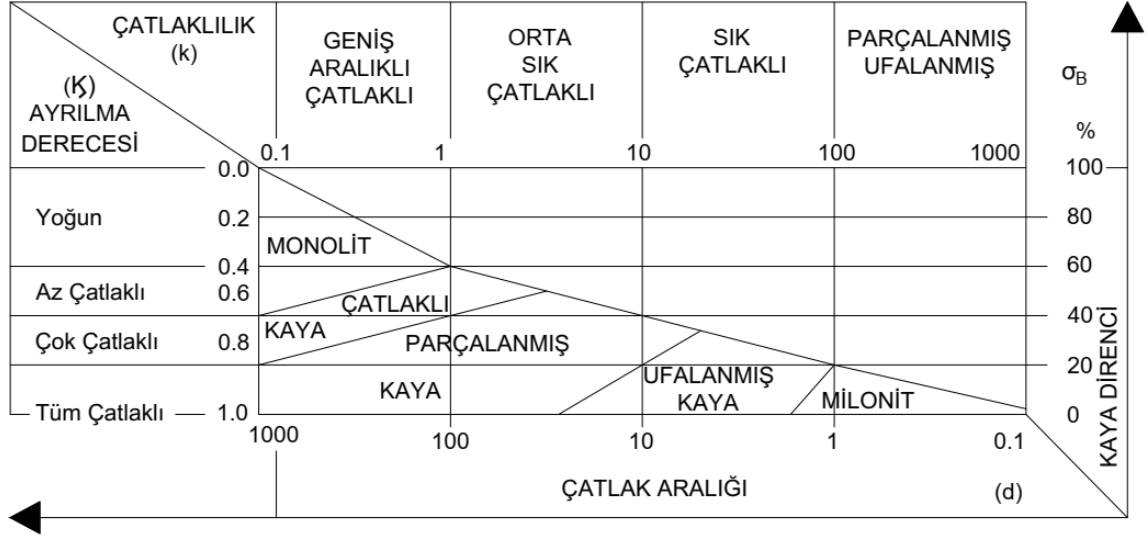 ÇATLAKLILIK
(k)
GENİŞ
ARALIKLI
ÇATLAKLI
ORTA
SIK
ÇATLAKLI
SIK
ÇATLAKLI
PARÇALANMIŞ
UFALANMIŞ
σB
%
(Ķ)
AYRILMA
DERECESİ
0.1 1 10 100 1000
0.0 100
Yoğun 0.2 80
MONOLİT
0.4 60
Az Çatlaklı 0.6
ÇATLAKLI
40
KAYA
Çok Çatlaklı 0.8
PARÇALANMIŞ
20
KAYA
UFALANMIŞ
KAYA
MİLONİT
Tüm Çatlaklı 1.0 0
1000 100 10 1 0.1
ÇATLAK ARALIĞI (d)
KAYA DİRENCİ